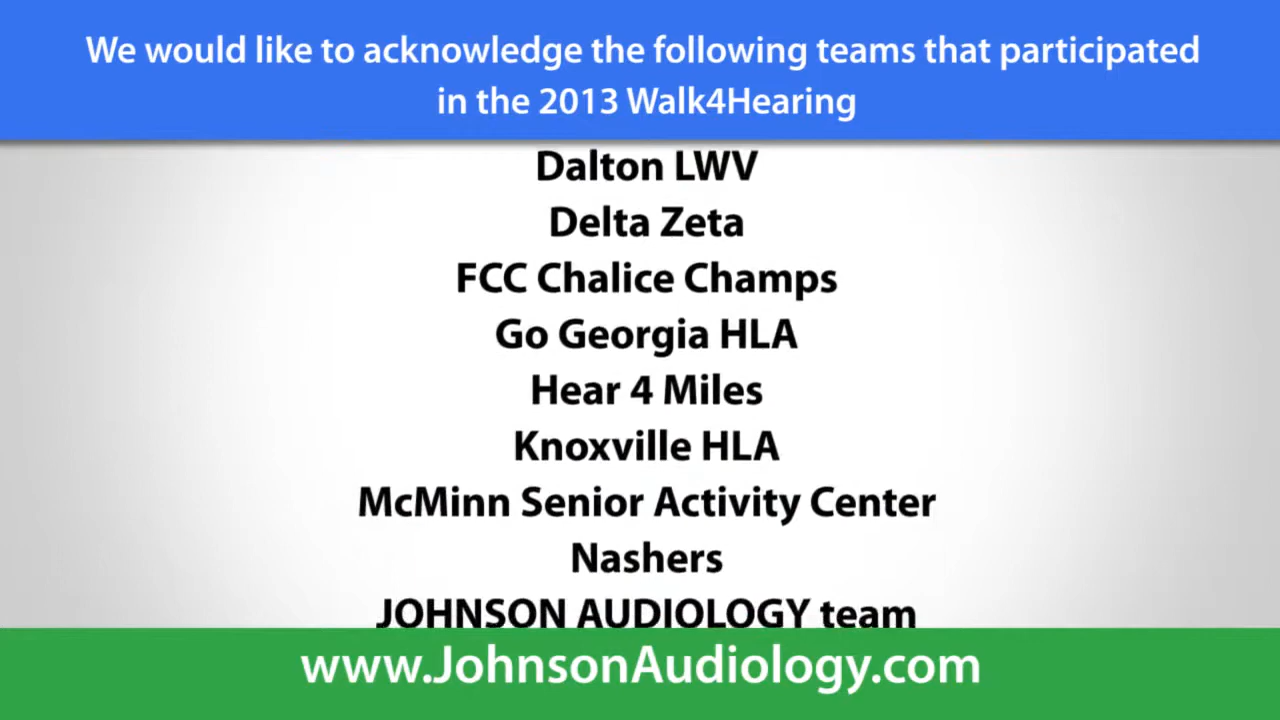 We would like to acknowledge the following teams that participated
in the 2013 Walk4Hearing
Dalton LWV
Delta Zeta
FCC Chalice Champs
Go Georgia HLA
Hear 4 Miles
Knoxville HLA
McMinn Senior Activity Center
Nashers
JOHNSON AUDIOLOGY team
www.JohnsonAudiology.com